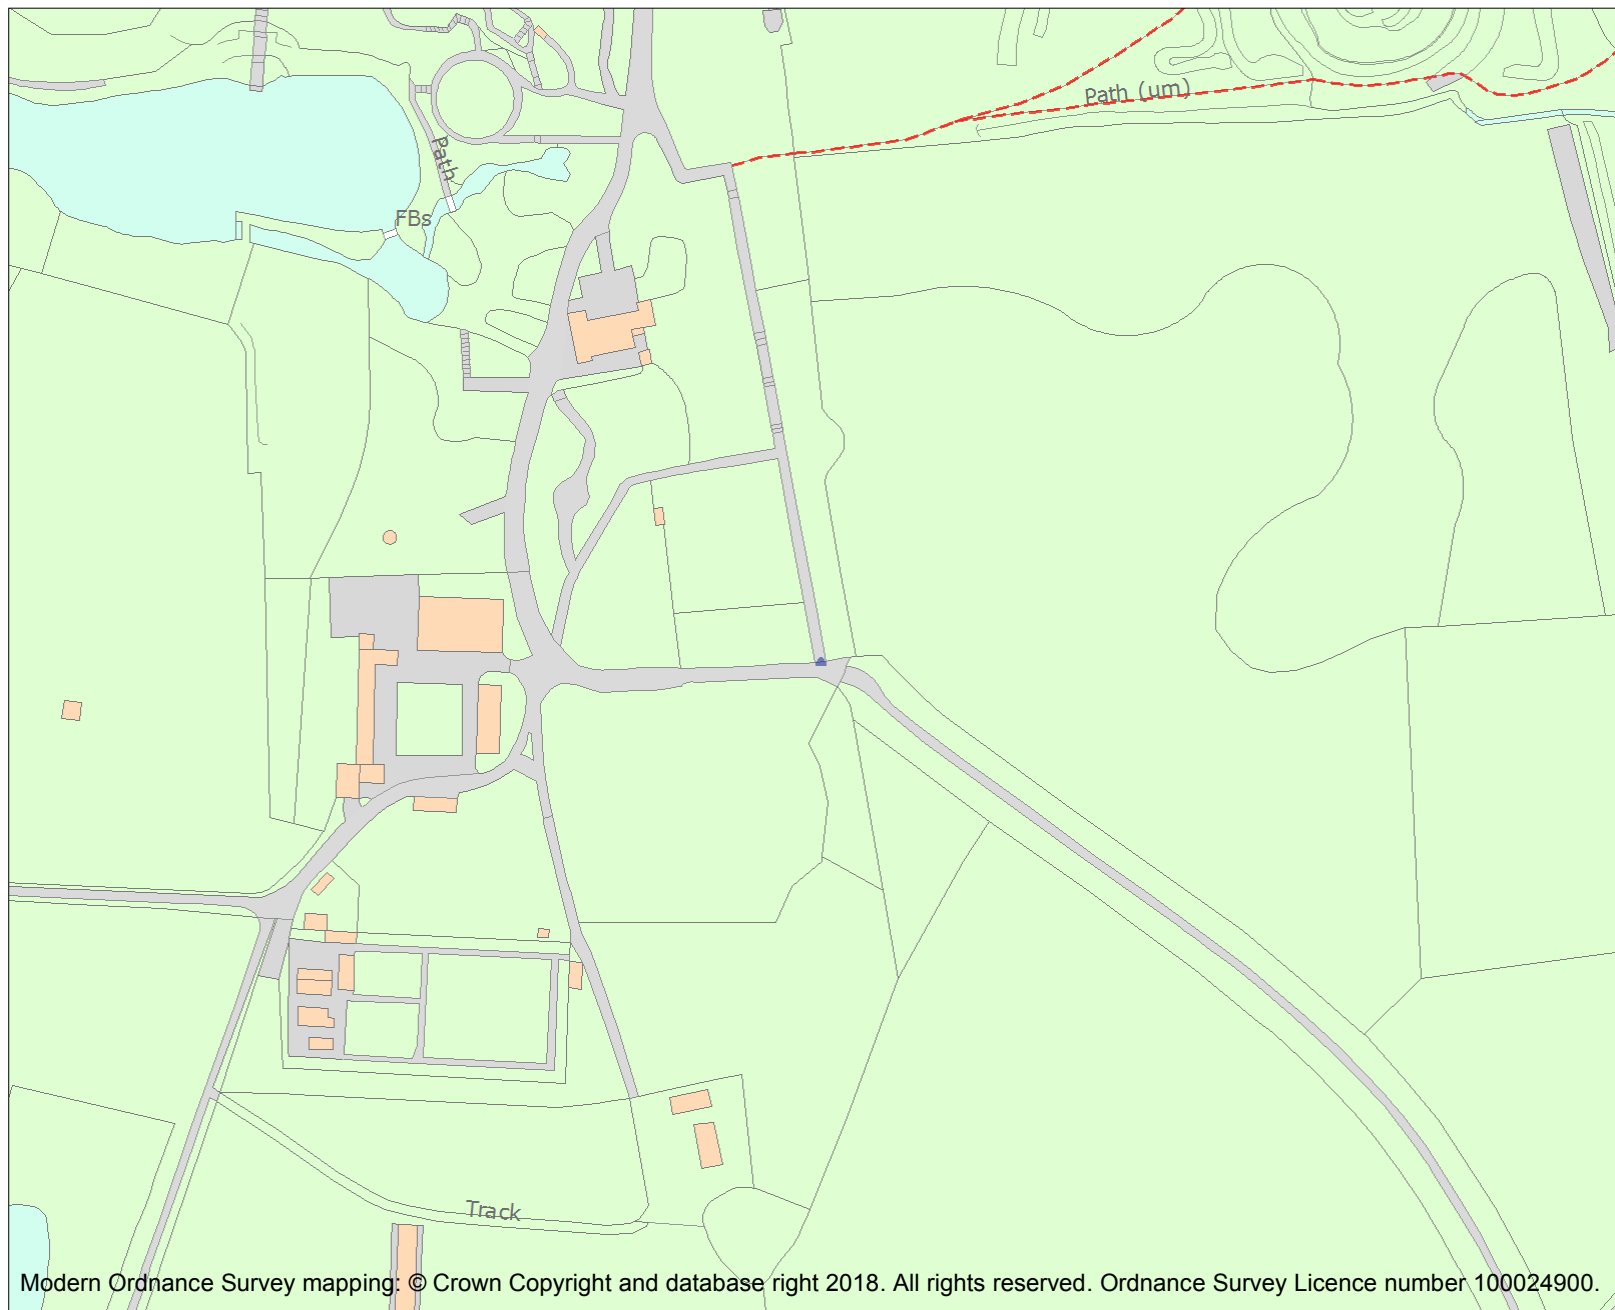 Path (um)
Path
FBs
Track
Modern Ordnance Survey mapping: © Crown Copyright and database right 2018. All rights reserved. Ordnance Survey Licence number 100024900.